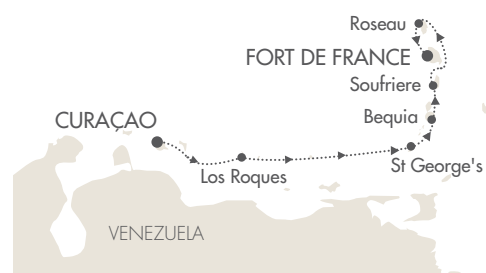 Roseau
FORT DE FRANCE
Soufriere
Bequia
CURAÇAO
St George's
Los Roques
VENEZUELA